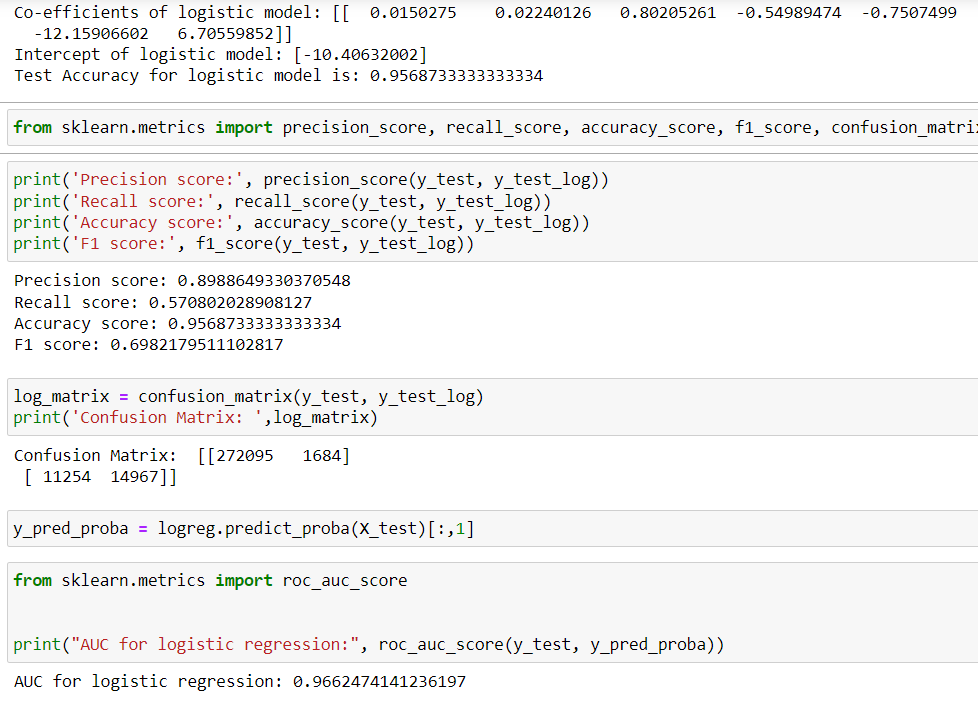 Co-efficients of logistic model: [[  0.0150275    0.02240126   0.80205261  -0.54989474  -0.7507499
  -12.15906602   6.70559852]]
Intercept of logistic model: [-10.40632002]
Test Accuracy for logistic model is: 0.9568733333333334
from sklearn.metrics import precision_score, recall_score, accuracy_score, f1_score, confusion_matri
print('Precision score:', precision_score(y_test, y_test_log))
print('Recall score:', recall_score(y_test, y_test_log))
print('Accuracy score:', accuracy_score(y_test, y_test_log))
print('F1 score:', f1_score(y_test, y_test_log))
Precision score: 0.8988649330370548
Recall score: 0.570802028908127
Accuracy score: 0.9568733333333334
F1 score: 0.6982179511102817
log_matrix = confusion_matrix(y_test, y_test_log)
print('Confusion Matrix: ',log_matrix)
Confusion Matrix:  [[272095   1684]
 [ 11254  14967]]
y_pred_proba = logreg.predict_proba(X_test)[:,1]
from sklearn.metrics import roc_auc_score
print("AUC for logistic regression:", roc_auc_score(y_test, y_pred_proba))
AUC for logistic regression: 0.9662474141236197